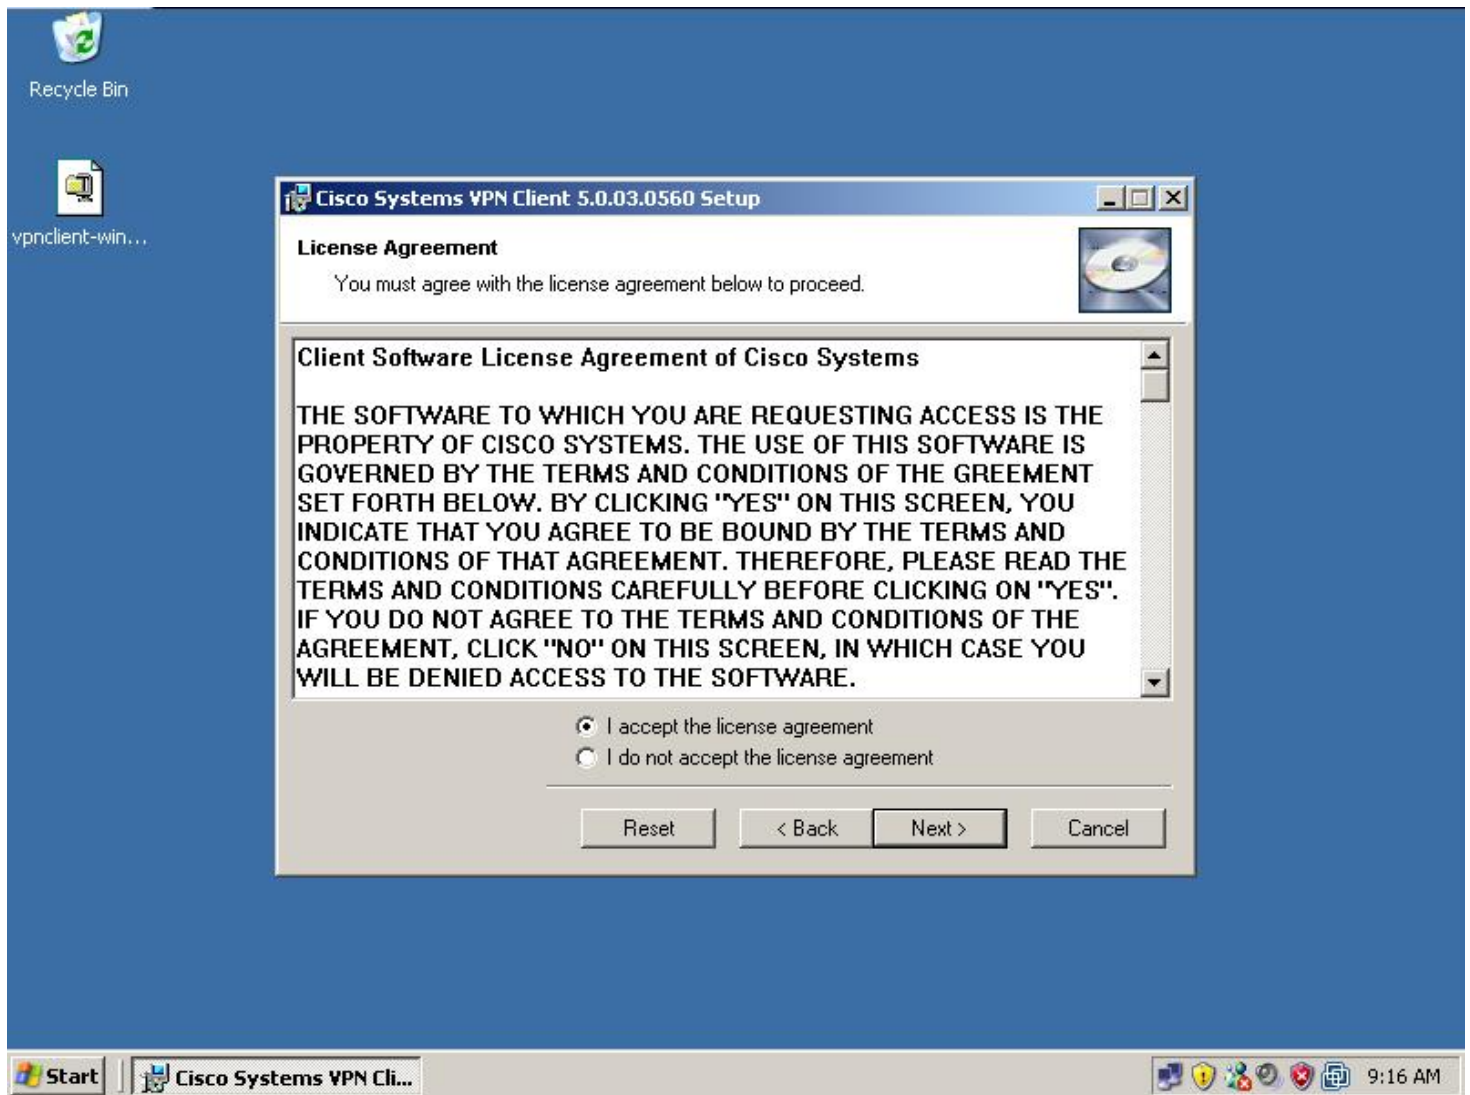 Recycle Bin
vpnclient-win...
Cisco Systems VPN Client 5.0.03.0560 Setup
License Agreement
You must agree with the license agreement below to proceed.
Client Software License Agreement of Cisco Systems
THE SOFTWARE TO WHICH YOU ARE REQUESTING ACCESS IS THE
PROPERTY OF CISCO SYSTEMS. THE USE OF THIS SOFTWARE IS
GOVERNED BY THE TERMS AND CONDITIONS OF THE GREEMENT
SET FORTH BELOW. BY CLICKING "YES" ON THIS SCREEN, YOU
INDICATE THAT YOU AGREE TO BE BOUND BY THE TERMS AND
CONDITIONS OF THAT AGREEMENT. THEREFORE, PLEASE READ THE
TERMS AND CONDITIONS CAREFULLY BEFORE CLICKING ON "YES".
IF YOU DO NOT AGREE TO THE TERMS AND CONDITIONS OF THE
AGREEMENT, CLICK "NO" ON THIS SCREEN, IN WHICH CASE YOU
WILL BE DENIED ACCESS TO THE SOFTWARE.
I accept the license agreement
I do not accept the license agreement
Reset
< Back
Next >
Cancel
Start
Cisco Systems VPN Cli...
9:16 AM